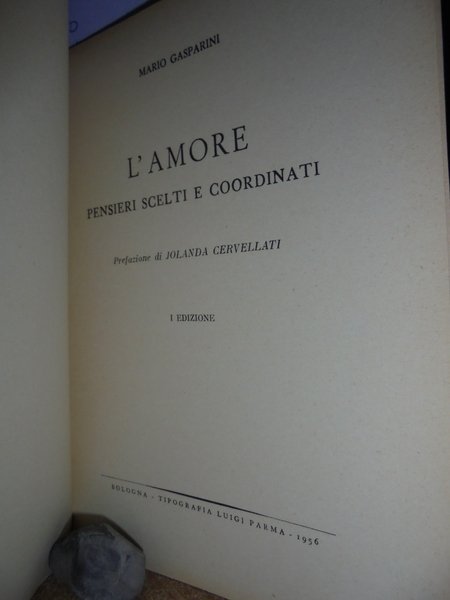 MARIO GASPARINI
L'AMORE
PENSIERI SCELTI E COORDINATI
Prefazione di JOLANDA CERVELLATI
I EDIZIONE
BOLOGNA - TIPOGRAFIA LUIGI PARMA - 1956